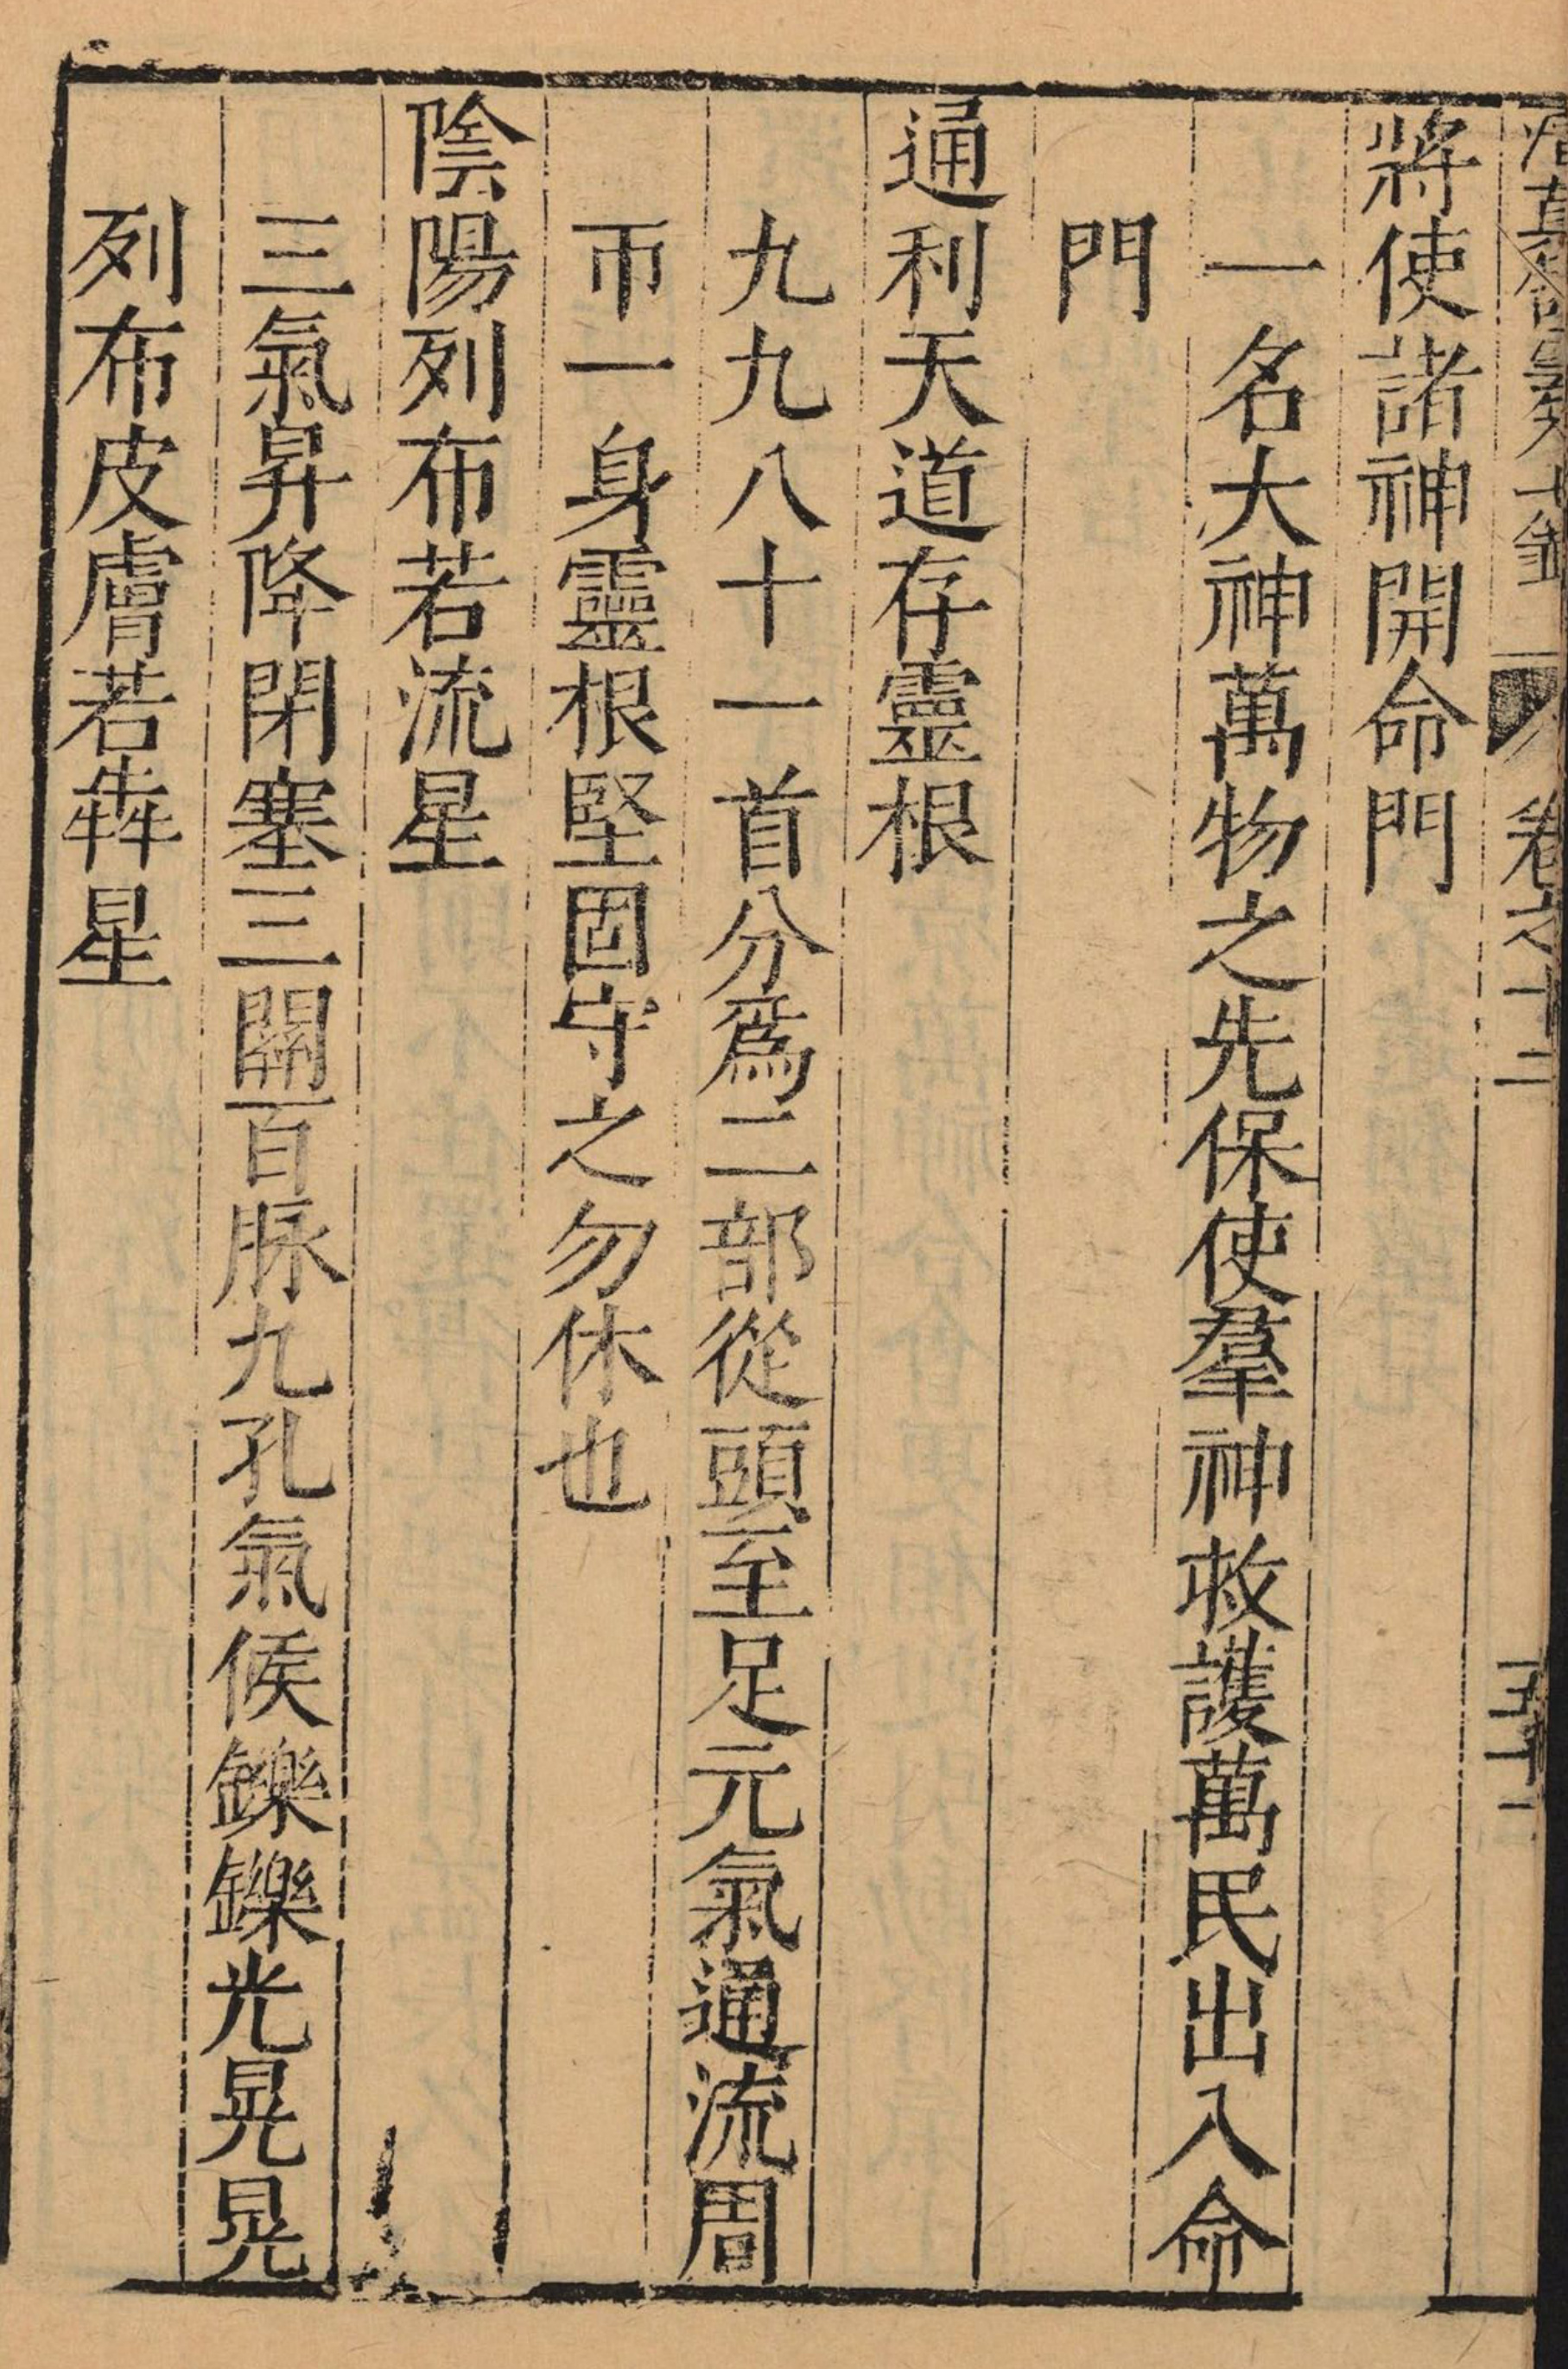 卷之十二
將使諸神開命門
一名大神萬物之先保使羣神救護萬民出入命
門
通利天道存靈根
九九八十一首分爲二部從頭至足元氣通流周
帀一身靈根堅固守之勿休也
陰陽列布若流星
三氣昇降閉塞三關百脉九孔氣候鑠鑠光晃晃
列布皮膚若犇星